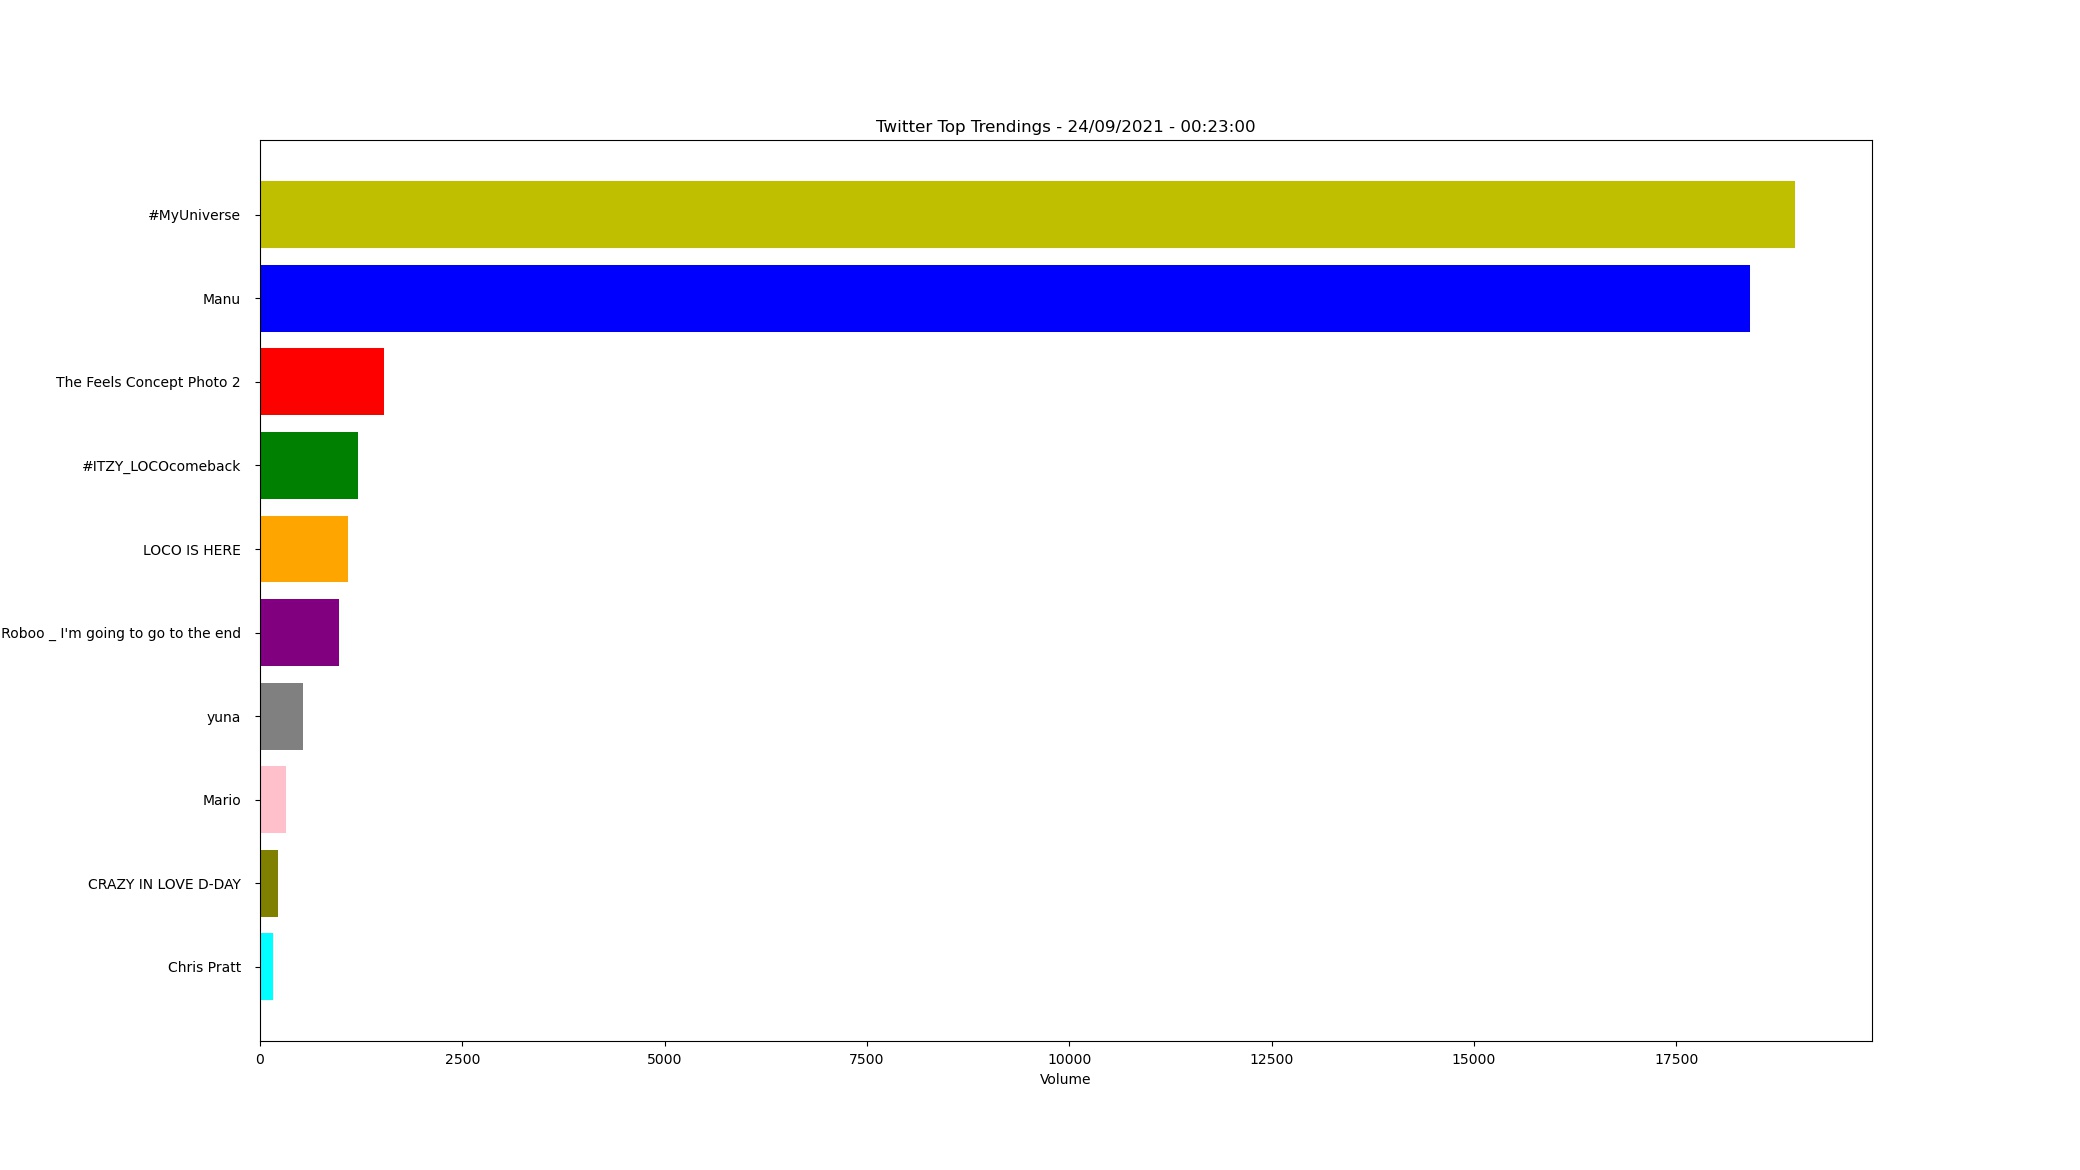 Twitter Top Trendings - 24/09/2021 - 00:23:00
#MyUniverse
Manu
The Feels Concept Photo 2
#ITZY_LOCOcomeback
LOCO IS HERE
Roboo _ I'm going to go to the end
yuna
Mario
CRAZY IN LOVE D-DAY
Chris Pratt
0 2500 5000 7500 10000 12500 15000 17500
Volume